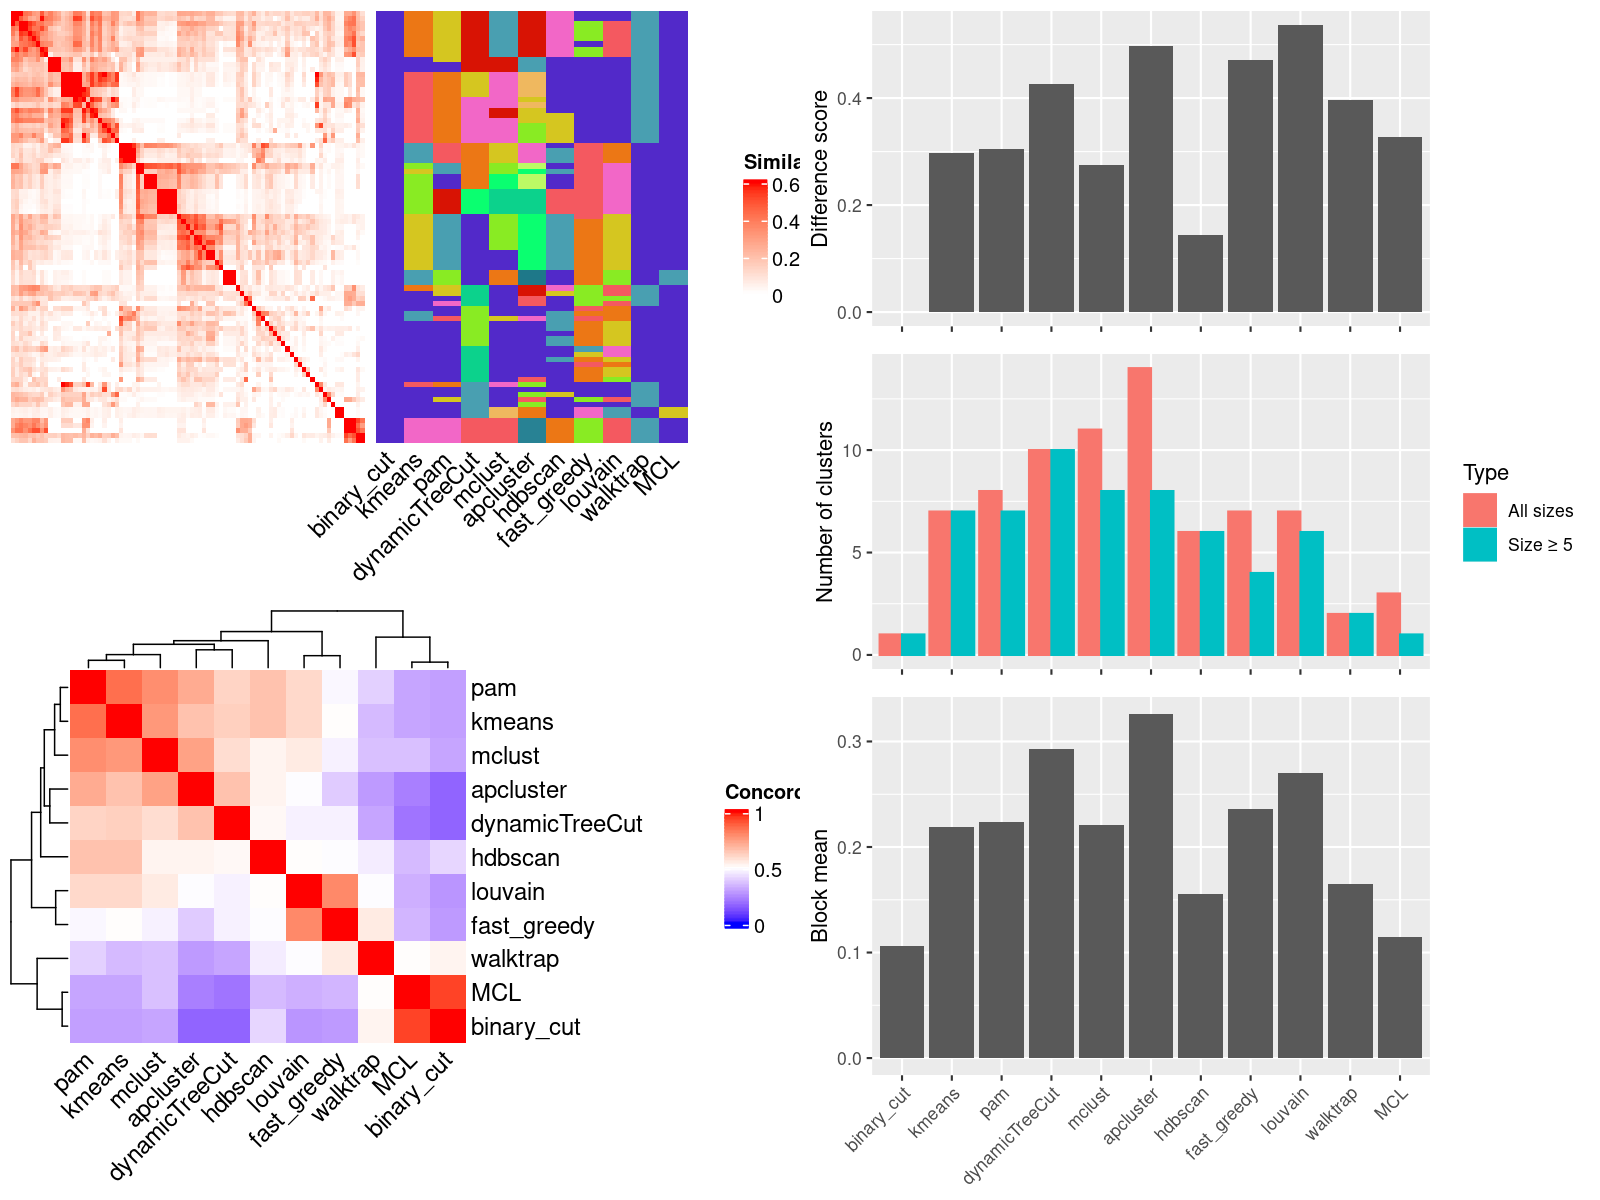 binary_cut
kmeans
pam
dynamicTreeCut
mclust
apcluster
hdbscan
fast_greedy
louvain
walktrap
MCL
Simila
0.6
0.4
0.2
0
pam
kmeans
mclust
apcluster
dynamicTreeCut
hdbscan
louvain
fast_greedy
walktrap
MCL
binary_cut
pam
kmeans
mclust
apcluster
dynamicTreeCut
hdbscan
louvain
fast_greedy
walktrap
MCL
binary_cut
Concord
1
0.5
0
Difference score
0.4
0.2
0.0
Number of clusters
10
5
0
Type
All sizes
Size ≥ 5
Block mean
0.3
0.2
0.1
0.0
binary_cut
kmeans
pam
dynamicTreeCut
mclust
apcluster
hdbscan
fast_greedy
louvain
walktrap
MCL